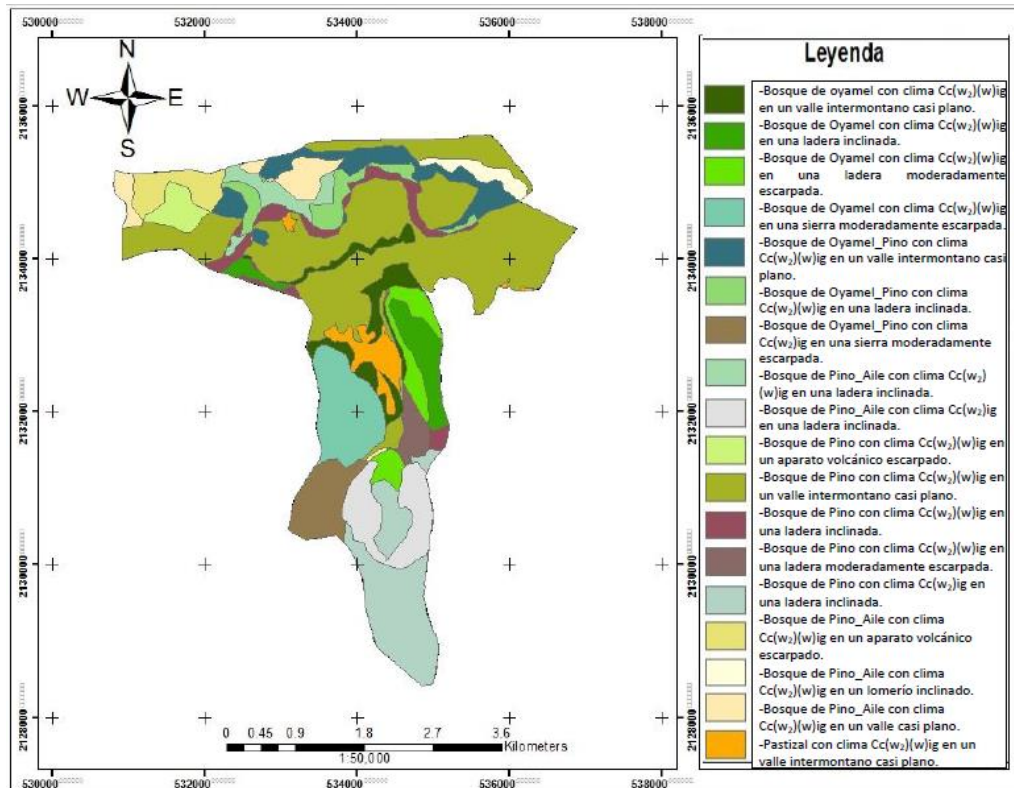 530000 532000 534000 536000 538000
N
W E
S
2136000 2136000
2134000 2134000
2132000 2132000
2130000 2130000
2128000 2128000
0 0.45 0.9 1.8 2.7 3.6
Kilometers
1:50,000
530000 532000 534000 536000 538000
Leyenda
-Bosque de oyamel con clima Cc(w₂)(w)ig
en un valle intermontano casi plano.
-Bosque de Oyamel con clima Cc(w₂)(w)ig
en una ladera inclinada.
-Bosque de Oyamel con clima Cc(w₂)(w)ig
en una ladera moderadamente
escarpada.
-Bosque de Oyamel con clima Cc(w₂)(w)ig
en una sierra moderadamente escarpada.
-Bosque de Oyamel_Pino con clima
Cc(w₂)(w)ig en un valle intermontano casi
plano.
-Bosque de Oyamel_Pino con clima
Cc(w₂)(w)ig en una ladera inclinada.
-Bosque de Oyamel_Pino con clima
Cc(w₂)ig en una sierra moderadamente
escarpada.
-Bosque de Pino_Aile con clima Cc(w₂)
(w)ig en una ladera inclinada.
-Bosque de Pino_Aile con clima Cc(w₂)ig
en una ladera inclinada.
-Bosque de Pino con clima Cc(w₂)(w)ig en
un aparato volcánico escarpado.
-Bosque de Pino con clima Cc(w₂)(w)ig en
un valle intermontano casi plano.
-Bosque de Pino con clima Cc(w₂)(w)ig en
una ladera inclinada.
-Bosque de Pino con clima Cc(w₂)(w)ig en
una ladera moderadamente escarpada.
-Bosque de Pino con clima Cc(w₂)ig en
una ladera inclinada.
-Bosque de Pino_Aile con clima
Cc(w₂)(w)ig en un aparato volcánico
escarpado.
-Bosque de Pino_Aile con clima
Cc(w₂)(w)ig en un lomerío inclinado.
-Bosque de Pino_Aile con clima
Cc(w₂)(w)ig en un valle casi plano.
-Pastizal con clima Cc(w₂)(w)ig en un
valle intermontano casi plano.